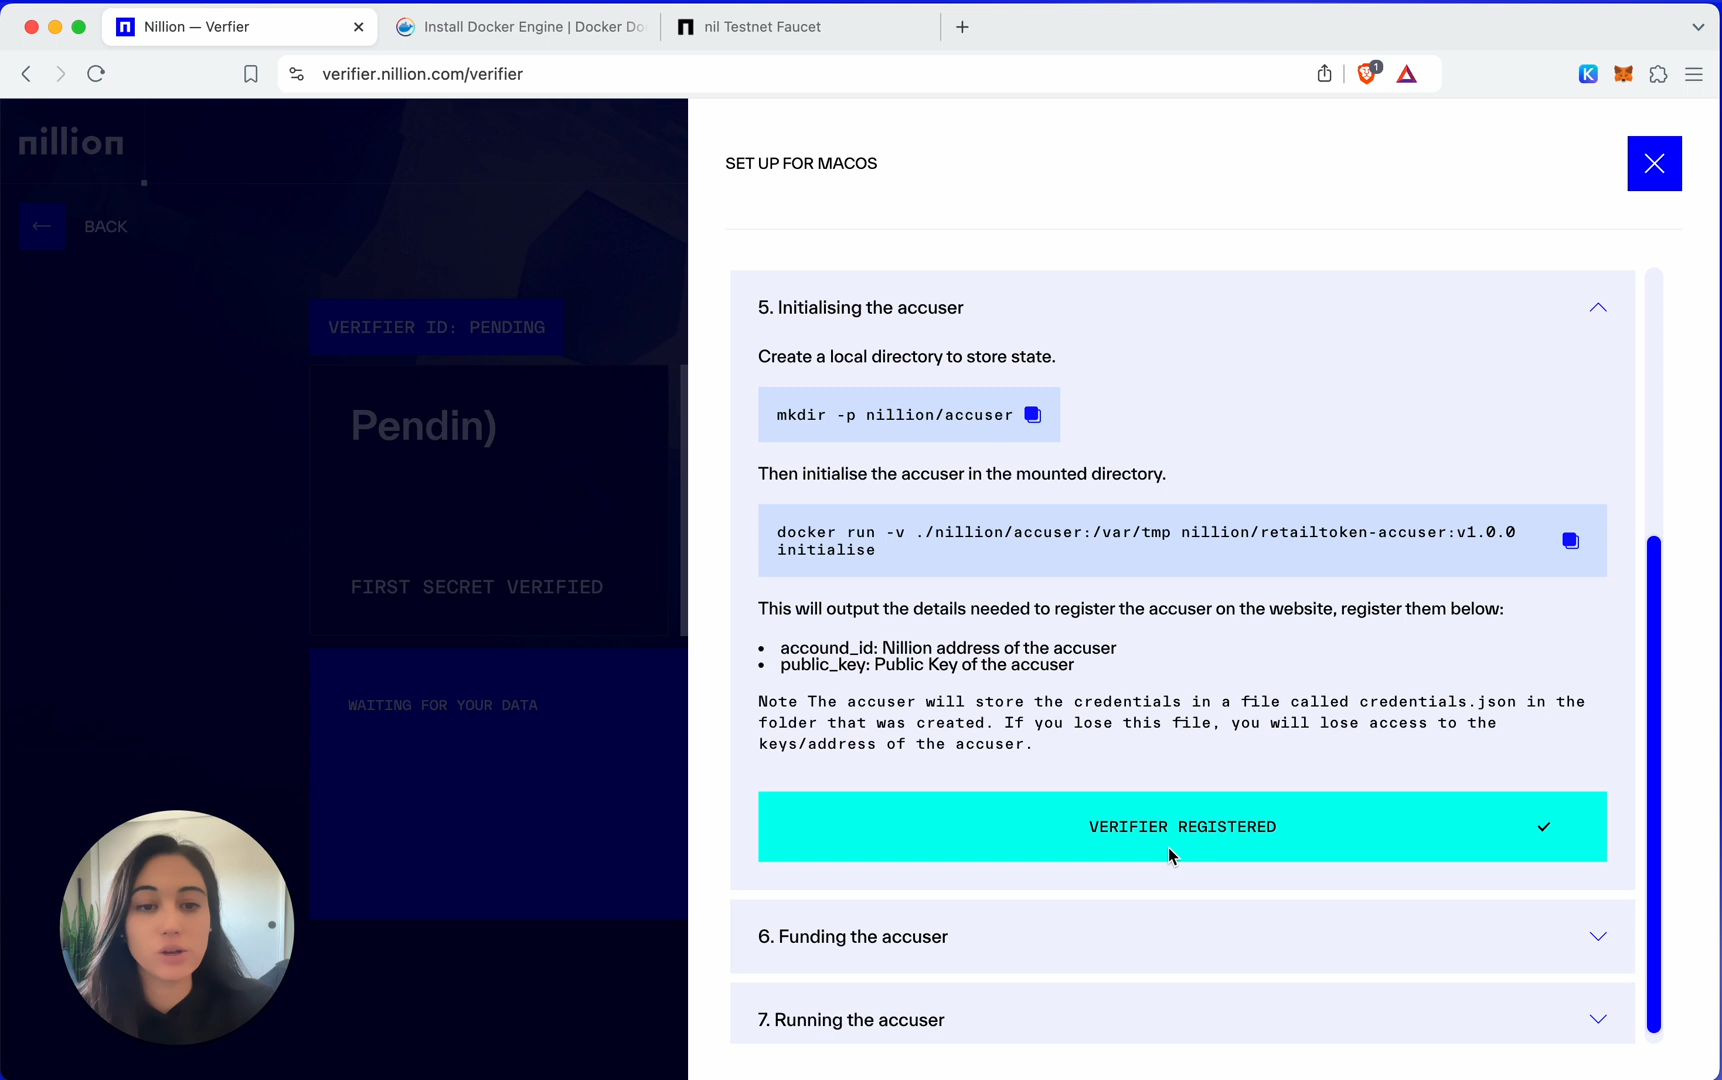 Nillion — Verfier
Install Docker Engine | Docker Do
nil Testnet Faucet
verifier.nillion.com/verifier
1
K
nillion
BACK
VERIFIER ID: PENDING
Pendin)
FIRST SECRET VERIFIED
WAITING FOR YOUR DATA
SET UP FOR MACOS
5. Initialising the accuser
Create a local directory to store state.
mkdir -p nillion/accuser
Then initialise the accuser in the mounted directory.
docker run -v ./nillion/accuser:/var/tmp nillion/retailtoken-accuser:v1.0.0
initialise
This will output the details needed to register the accuser on the website, register them below:
• accound_id: Nillion address of the accuser
• public_key: Public Key of the accuser
Note The accuser will store the credentials in a file called credentials.json in the
folder that was created. If you lose this file, you will lose access to the
keys/address of the accuser.
VERIFIER REGISTERED
6. Funding the accuser
7. Running the accuser